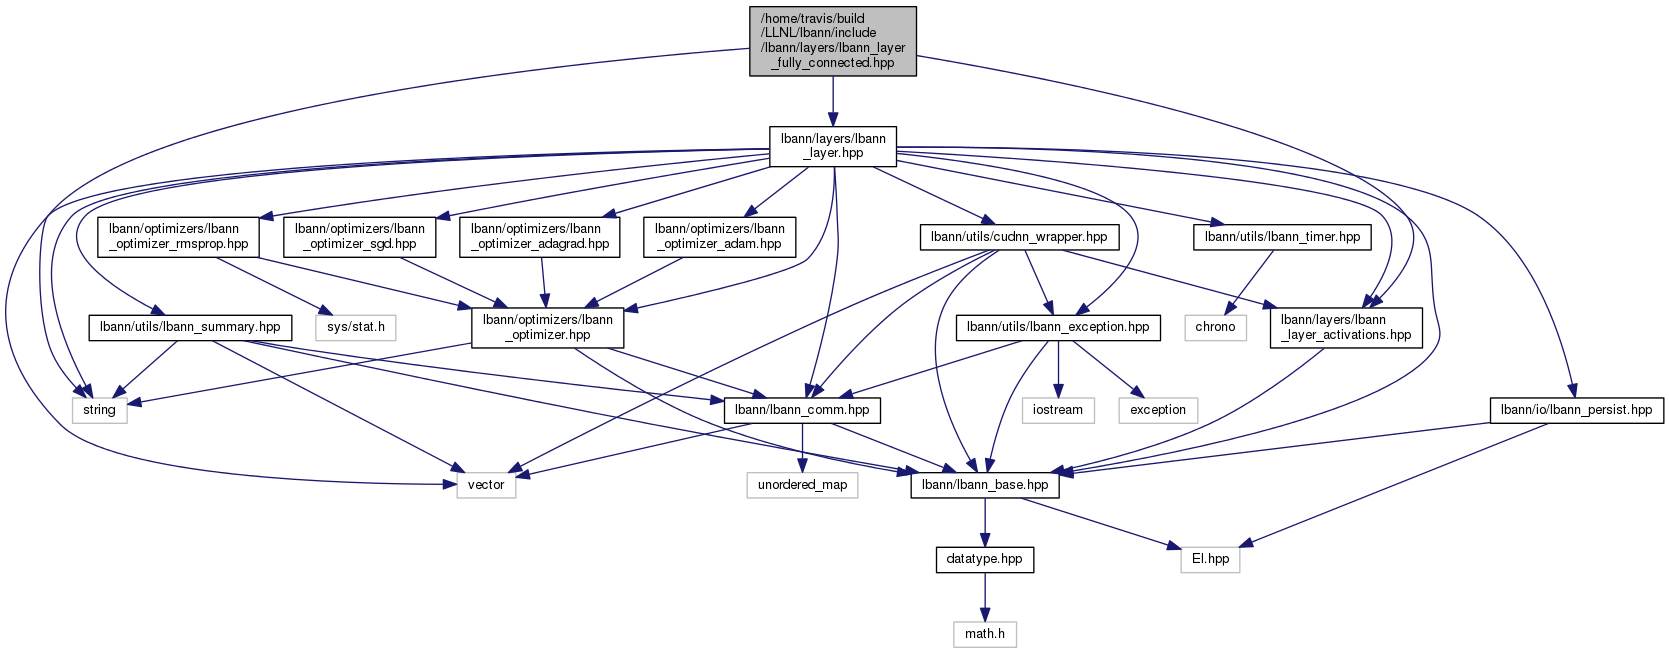 /home/travis/build
/LLNL/lbann/include
/lbann/layers/lbann_layer
_fully_connected.hpp
lbann/layers/lbann
_layer.hpp
lbann/optimizers/lbann
_optimizer_rmsprop.hpp
lbann/optimizers/lbann
_optimizer_sgd.hpp
lbann/optimizers/lbann
_optimizer_adagrad.hpp
lbann/optimizers/lbann
_optimizer_adam.hpp
lbann/utils/cudnn_wrapper.hpp
lbann/utils/lbann_timer.hpp
lbann/utils/lbann_summary.hpp
sys/stat.h
lbann/optimizers/lbann
_optimizer.hpp
lbann/utils/lbann_exception.hpp
chrono
lbann/layers/lbann
_layer_activations.hpp
string
lbann/lbann_comm.hpp
iostream
exception
lbann/io/lbann_persist.hpp
vector
unordered_map
lbann/lbann_base.hpp
datatype.hpp
El.hpp
math.h